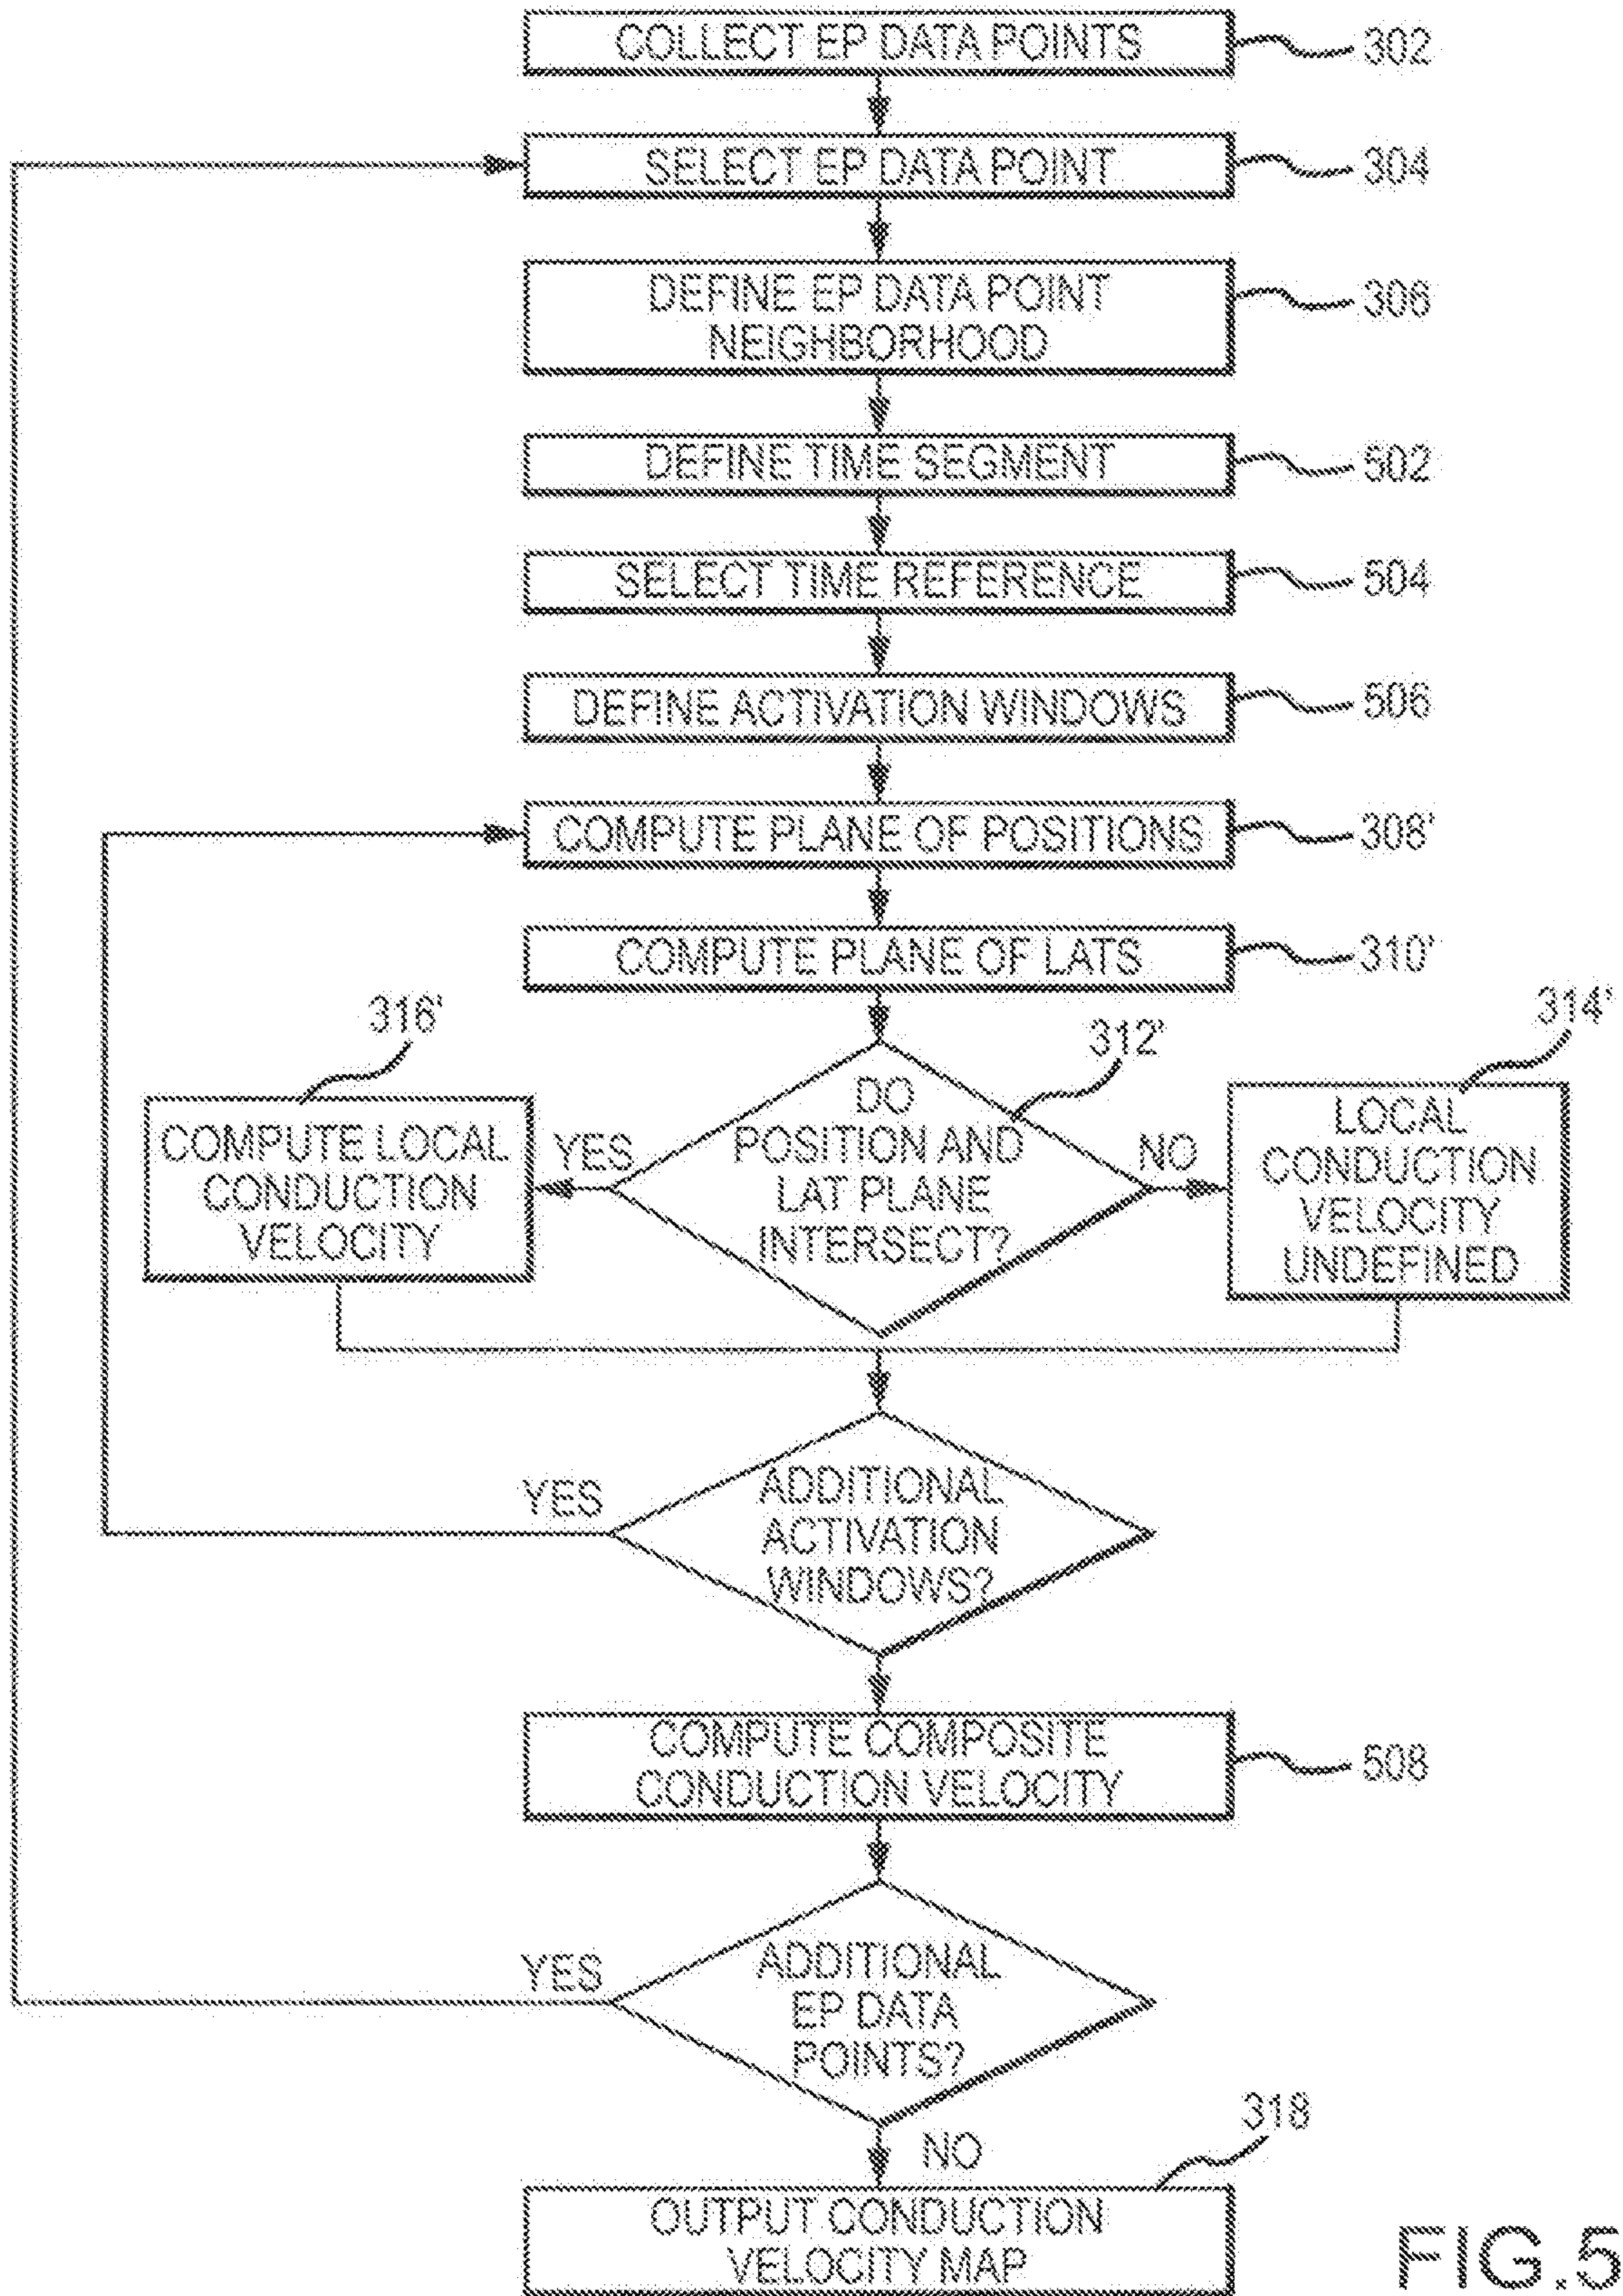 COLLECT EP DATA POINTS
302
SELECT EP DATA POINT
304
DEFINE EP DATA POINT
NEIGHBORHOOD
306
DEFINE TIME SEGMENT
502
SELECT TIME REFERENCE
504
DEFINE ACTIVATION WINDOWS
506
COMPUTE PLANE OF POSITIONS
308'
COMPUTE PLANE OF LATS
310'
316'
312'
314'
COMPUTE LOCAL
CONDUCTION
VELOCITY
YES
DO
POSITION AND
LAT PLANE
INTERSECT?
NO
LOCAL
CONDUCTION
VELOCITY
UNDEFINED
YES
ADDITIONAL
ACTIVATION
WINDOWS?
COMPUTE COMPOSITE
CONDUCTION VELOCITY
508
YES
ADDITIONAL
EP DATA
POINTS?
NO
318
OUTPUT CONDUCTION
VELOCITY MAP
FIG.5